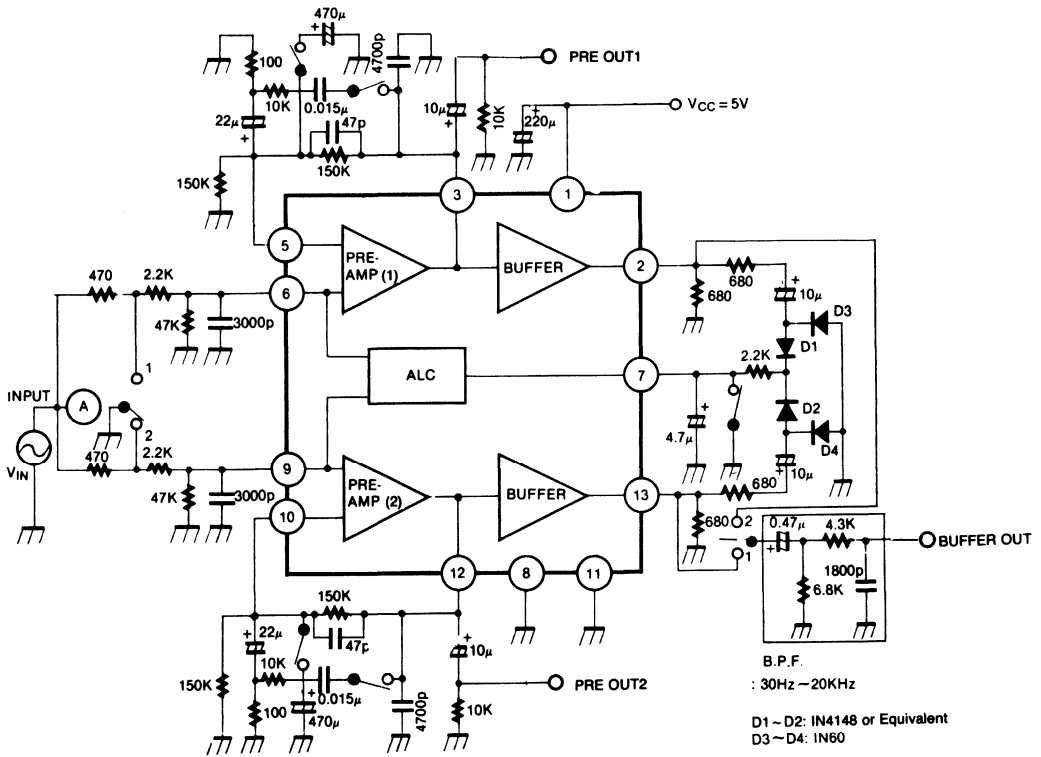 470μ
+
100
4700p
PRE OUT1
10K
0.015μ
10μ
+
10K
+
220μ
VCC = 5V
22μ
+
47p
150K
150K
3
1
5
PRE-
AMP (1)
BUFFER
2
470
2.2K
6
680
680
+
10μ
D3
47K
3000p
D1
1
ALC
7
2.2K
INPUT
A
+
4.7μ
D2
2
VIN
470
2.2K
9
D4
+
10μ
47K
3000p
PRE-
AMP (2)
BUFFER
13
680
10
680
2
0.47μ
+
4.3K
BUFFER OUT
1
1800p
6.8K
12
8
11
150K
+
22μ
47p
+
10μ
B.P.F.
: 30Hz ~ 20KHz
10K
150K
0.015μ
PRE OUT2
+
470μ
100
4700p
10K
D1 ~ D2: IN4148 or Equivalent
D3 ~ D4: IN60